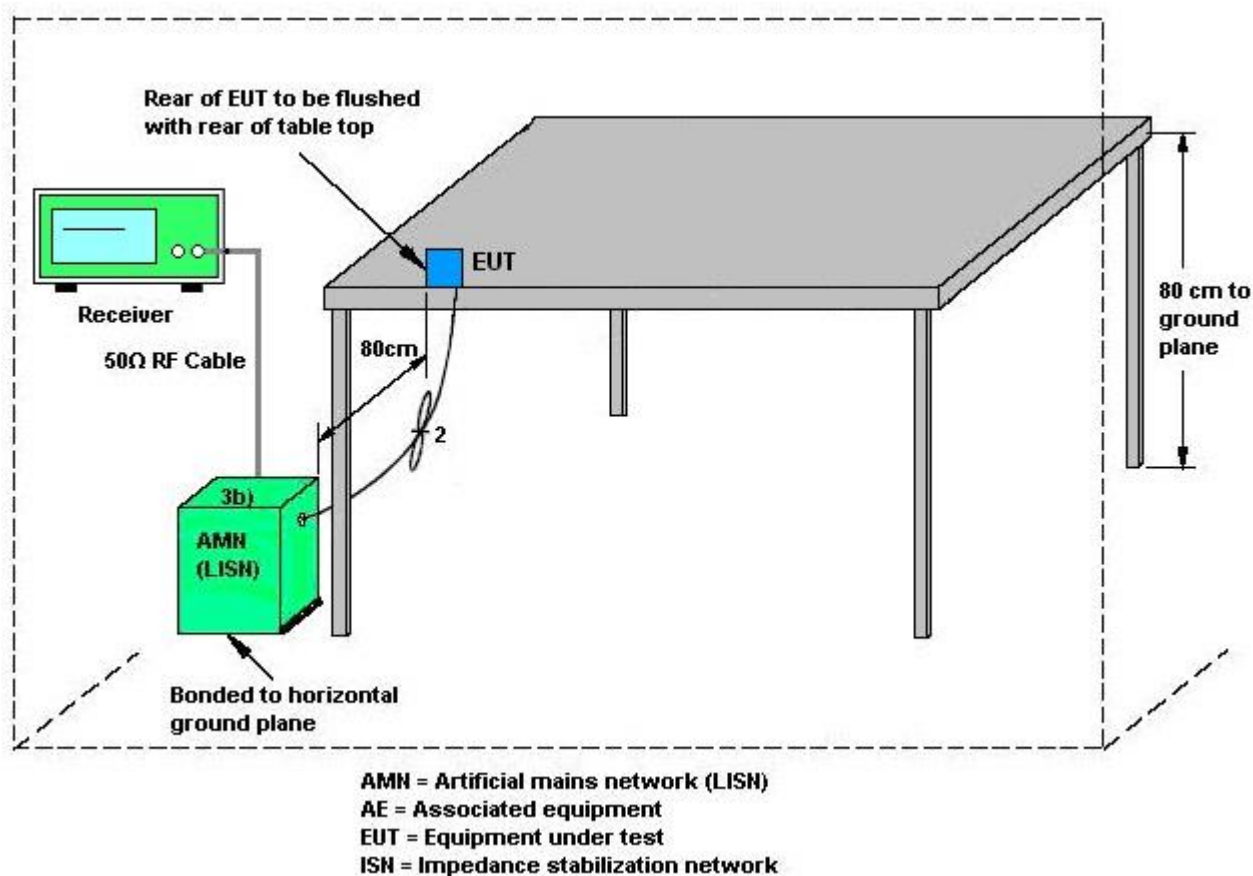 Rear of EUT to be flushed
with rear of table top
EUT
Receiver
50Ω RF Cable
80cm
2
80 cm to
ground
plane
3b)
AMN
(LISN)
Bonded to horizontal
ground plane
AMN = Artificial mains network (LISN)
AE = Associated equipment
EUT = Equipment under test
ISN = Impedance stabilization network